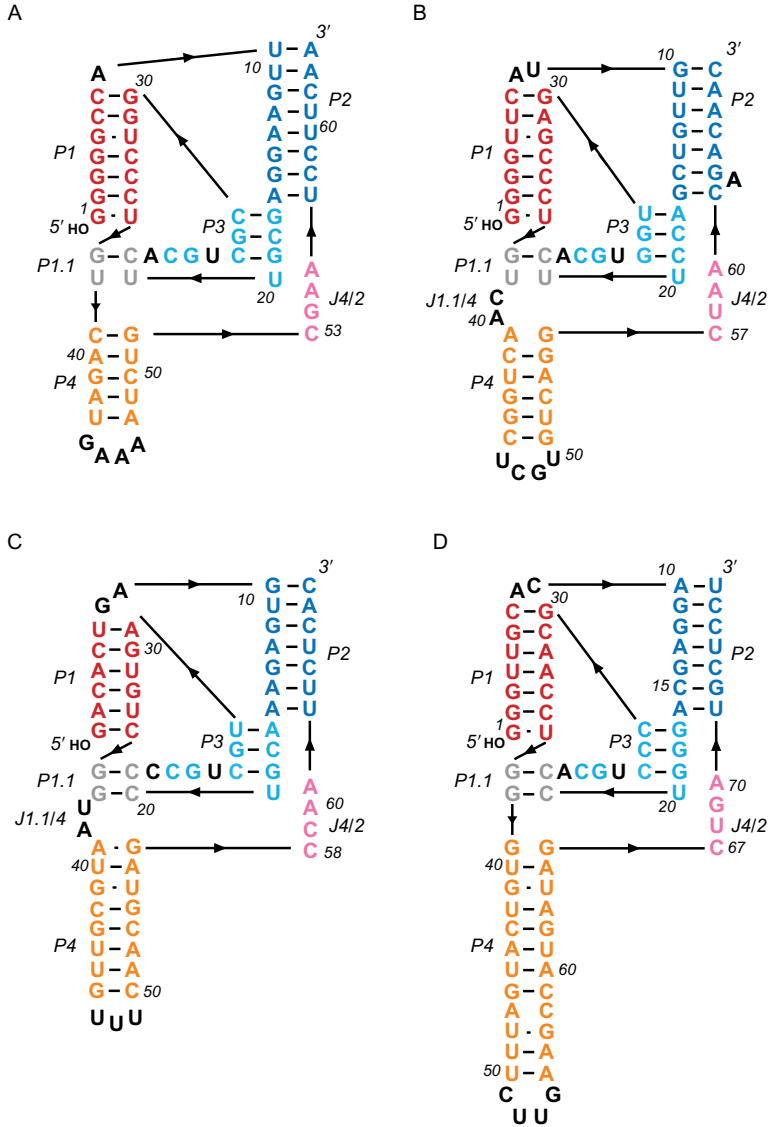 A
3′
A U – A
10 U – A
30 G – A P2
C – G G – C
C – G A – U
G · U A – U 60
P1 G – C G – C
G – C G – C
G – C A – U
1 G · U P3 C – G
5′ HO G – C
P1.1 G – C A C G U C – G
U U U A
20 A
G J4/2
C – G C 53
40 A – U
G – C 50
P4 A – U
U – A
G A A A
B
3′
A U 10 G – C
30 U – A P2
C – G U – A
U – A G – C
U · G U – A
P1 G – C C – G A
G – C G – C
G – C P3 U – A
1 G · U G – C
5′ HO
P1.1 G – C A C G U G – C
U U U A 60
C 20 A
J1.1/4 A U J4/2
40 A G C 57
C – G
U – A
P4 G – C
G · U
C – G
U C G U 50
C
3′
G A 10 G – C
U – A
U – A 30 G – C P2
C – G A – U
P1 A – U G – C
C – G A – U
A – U A – U
G – C P3 U – A
5′ HO G – C
P1.1 G – C C C G U C – G
G – C U A
U 20 A 60
J1.1/4 A C J4/2
A – G C 58
40 U – A
G · U
C – G
P4 G – C
U – A
U – A
G – C 50
U U U U
D
3′
A C 10 A – U
30 G – C
C – G G – C P2
G – C A – U
U – A G – C
P1 U – A 15 C – G
G – C A – U
G – C P3 C – G
1 G · U C – G
5′ HO
P1.1 G – C A C G U C – G
G – C U A 70
20 G
U J4/2
G G C 67
40 U – A
G · U
U – A
C – G
P4 A – U
U – A 60
G – C
A C
U · G
U – A
50 U – A
C U U G